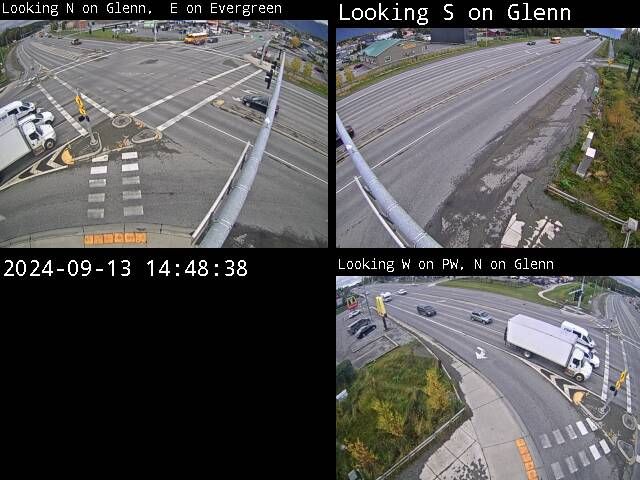 Looking N on Glenn, E on Evergreen
Looking S on Glenn
2024-09-13 14:48:38
Looking W on PW, N on Glenn